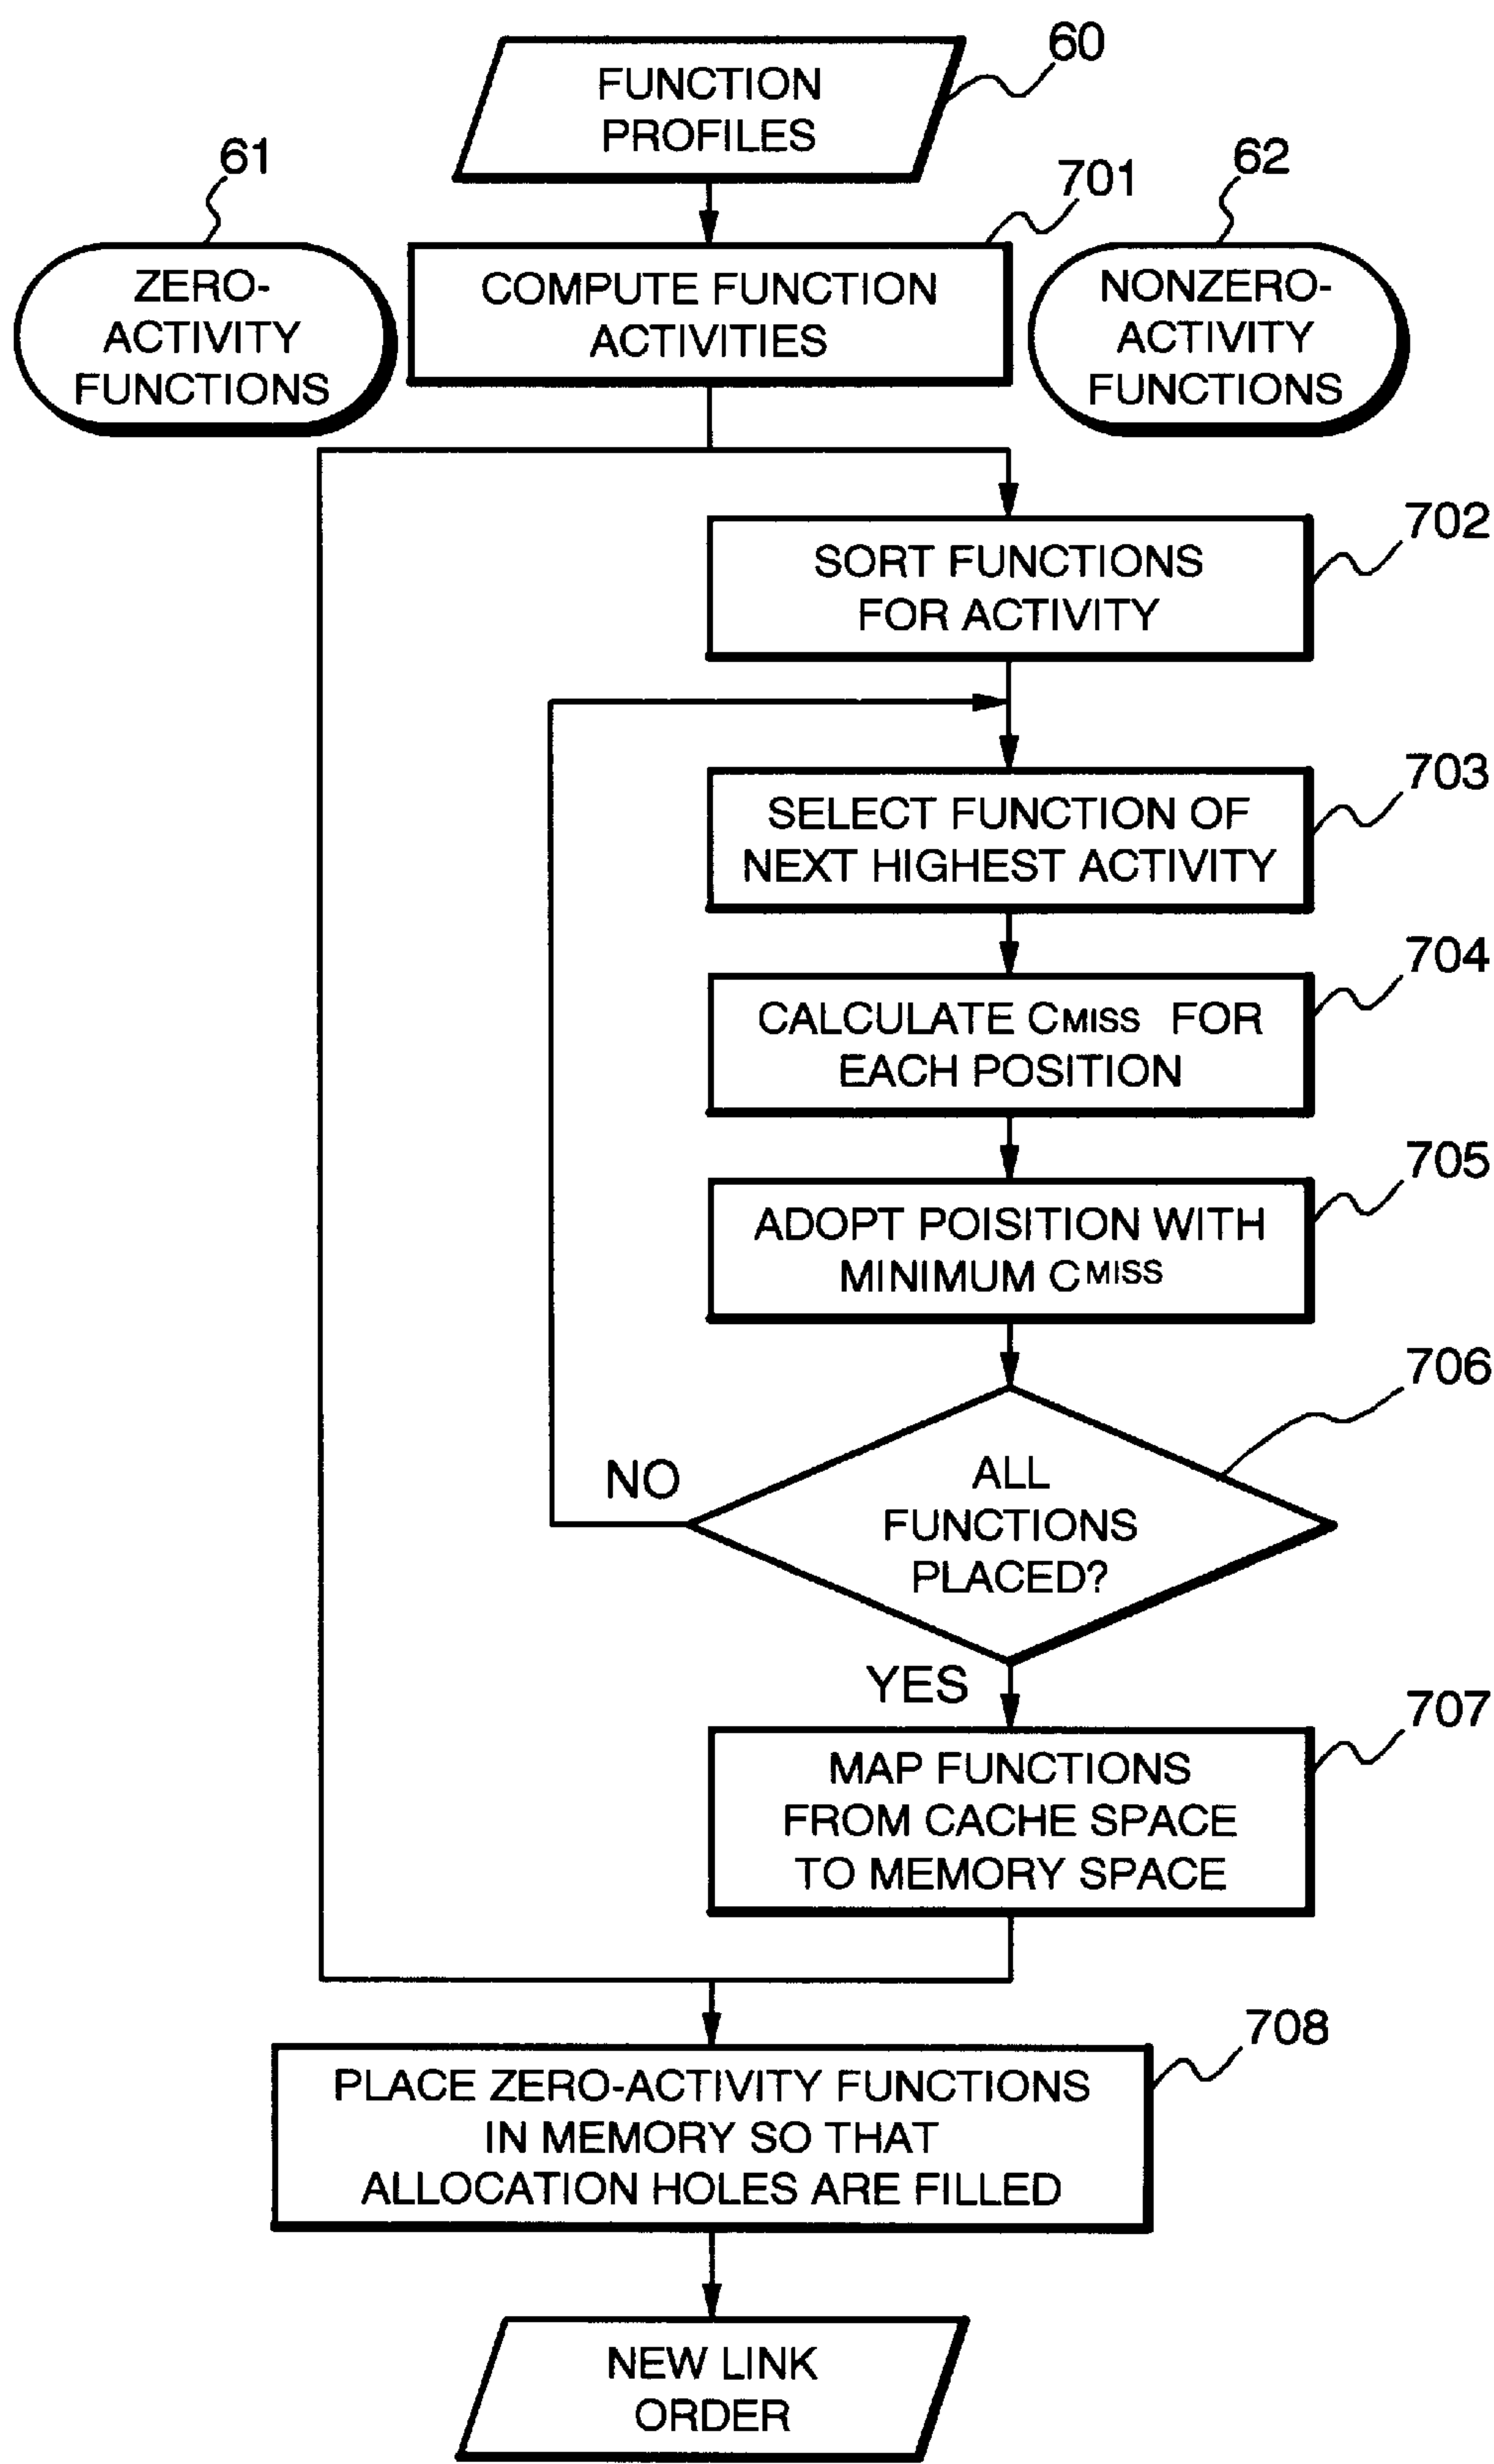 FUNCTION
PROFILES
60
61
701
62
ZERO-
ACTIVITY
FUNCTIONS
COMPUTE FUNCTION
ACTIVITIES
NONZERO-
ACTIVITY
FUNCTIONS
702
SORT FUNCTIONS
FOR ACTIVITY
703
SELECT FUNCTION OF
NEXT HIGHEST ACTIVITY
704
CALCULATE CMISS FOR
EACH POSITION
705
ADOPT POISITION WITH
MINIMUM CMISS
706
NO
ALL
FUNCTIONS
PLACED?
YES
707
MAP FUNCTIONS
FROM CACHE SPACE
TO MEMORY SPACE
708
PLACE ZERO-ACTIVITY FUNCTIONS
IN MEMORY SO THAT
ALLOCATION HOLES ARE FILLED
NEW LINK
ORDER